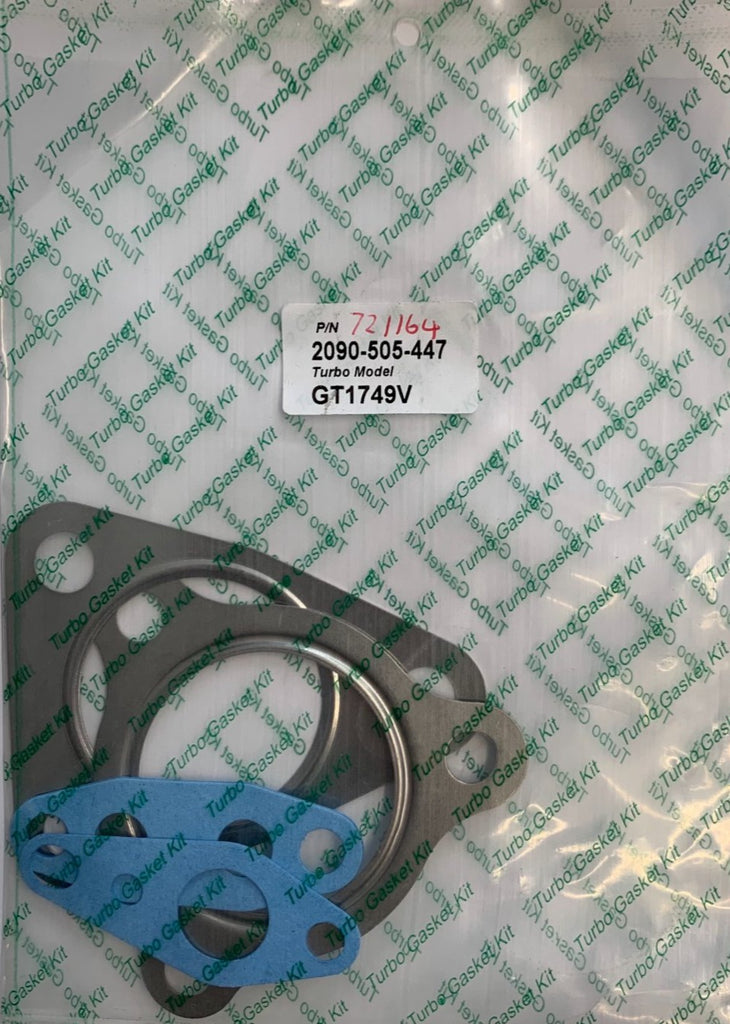 P/N 721164
2090-505-447
Turbo Model
GT1749V
Turbo Gasket Kit